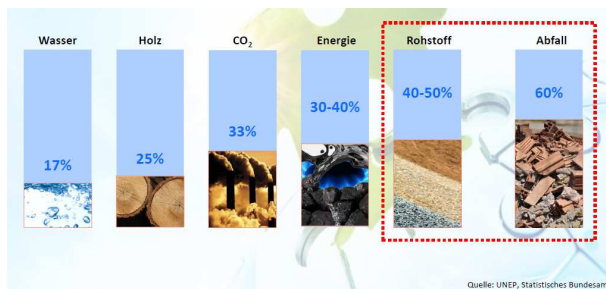 Wasser Holz CO₂ Energie Rohstoff Abfall
17% 25% 33% 30-40% 40-50% 60%
Quelle: UNEP, Statistisches Bundesam